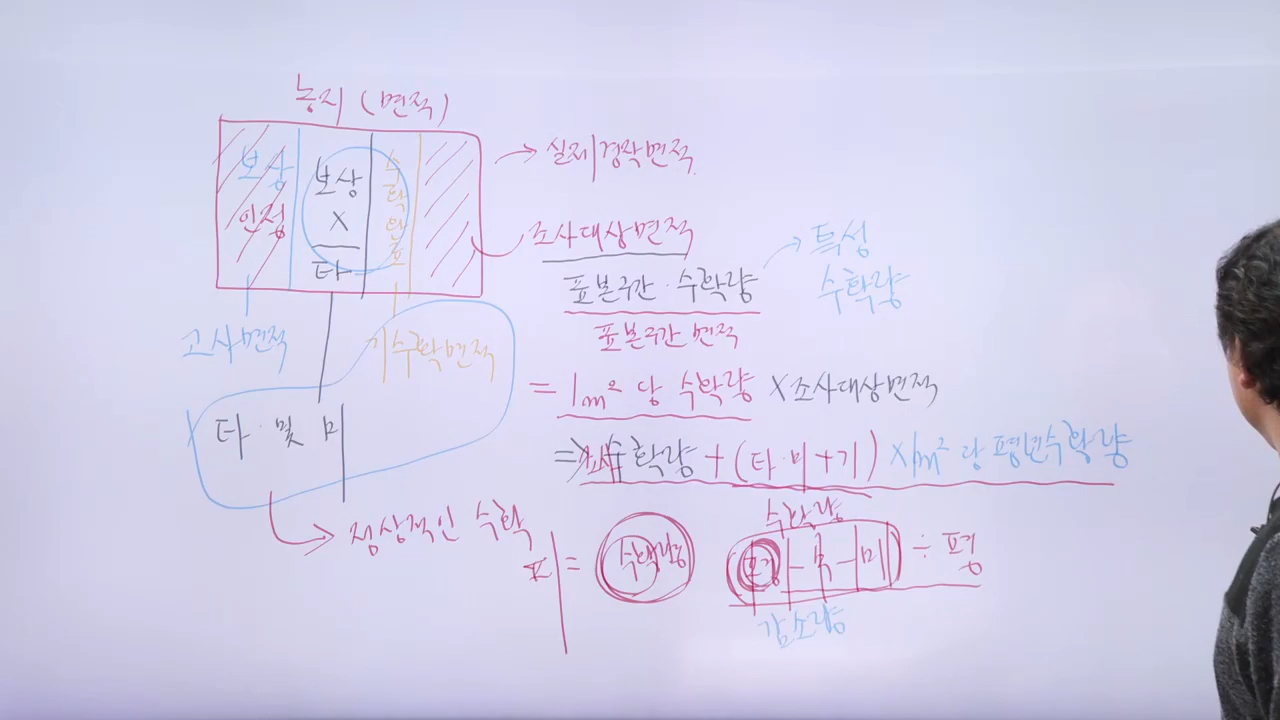 농지 (면적)
보상
인정
보상
X
타
수확완료
고사면적
기수확면적
타·및 미
정상적인 수확
→ 실제경작면적
조사대상면적
표본구간·수확량
표본구간 면적
→ 특성
수확량
= 1m² 당 수확량 X 조사대상면적
수확량 + (타·미+기) X 1m² 당 평년수확량
표 = 수확량
수확량
(평-수-미) ÷ 평
감소량